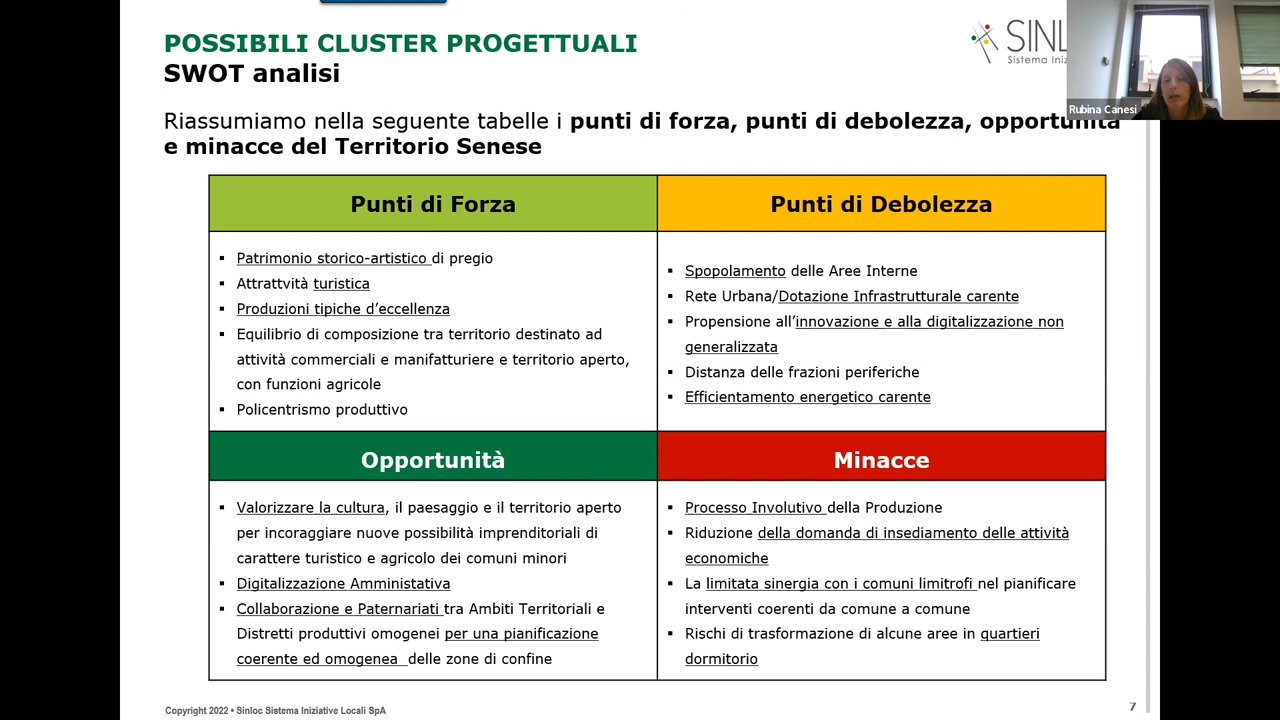 POSSIBILI CLUSTER PROGETTUALI
SWOT analisi
SINL
Sistema Iniz
Rubina Canesi
Riassumiamo nella seguente tabelle i punti di forza, punti di debolezza, opportunità
e minacce del Territorio Senese
Punti di Forza
▪ Patrimonio storico-artistico di pregio
▪ Attrattvità turistica
▪ Produzioni tipiche d’eccellenza
▪ Equilibrio di composizione tra territorio destinato ad
attività commerciali e manifatturiere e territorio aperto,
con funzioni agricole
▪ Policentrismo produttivo
Punti di Debolezza
▪ Spopolamento delle Aree Interne
▪ Rete Urbana/Dotazione Infrastrutturale carente
▪ Propensione all’innovazione e alla digitalizzazione non
generalizzata
▪ Distanza delle frazioni periferiche
▪ Efficientamento energetico carente
Opportunità
▪ Valorizzare la cultura, il paesaggio e il territorio aperto
per incoraggiare nuove possibilità imprenditoriali di
carattere turistico e agricolo dei comuni minori
▪ Digitalizzazione Amministativa
▪ Collaborazione e Paternariati tra Ambiti Territoriali e
Distretti produttivi omogenei per una pianificazione
coerente ed omogenea delle zone di confine
Minacce
▪ Processo Involutivo della Produzione
▪ Riduzione della domanda di insediamento delle attività
economiche
▪ La limitata sinergia con i comuni limitrofi nel pianificare
interventi coerenti da comune a comune
▪ Rischi di trasformazione di alcune aree in quartieri
dormitorio
Copyright 2022 • Sinloc Sistema Iniziative Locali SpA
7